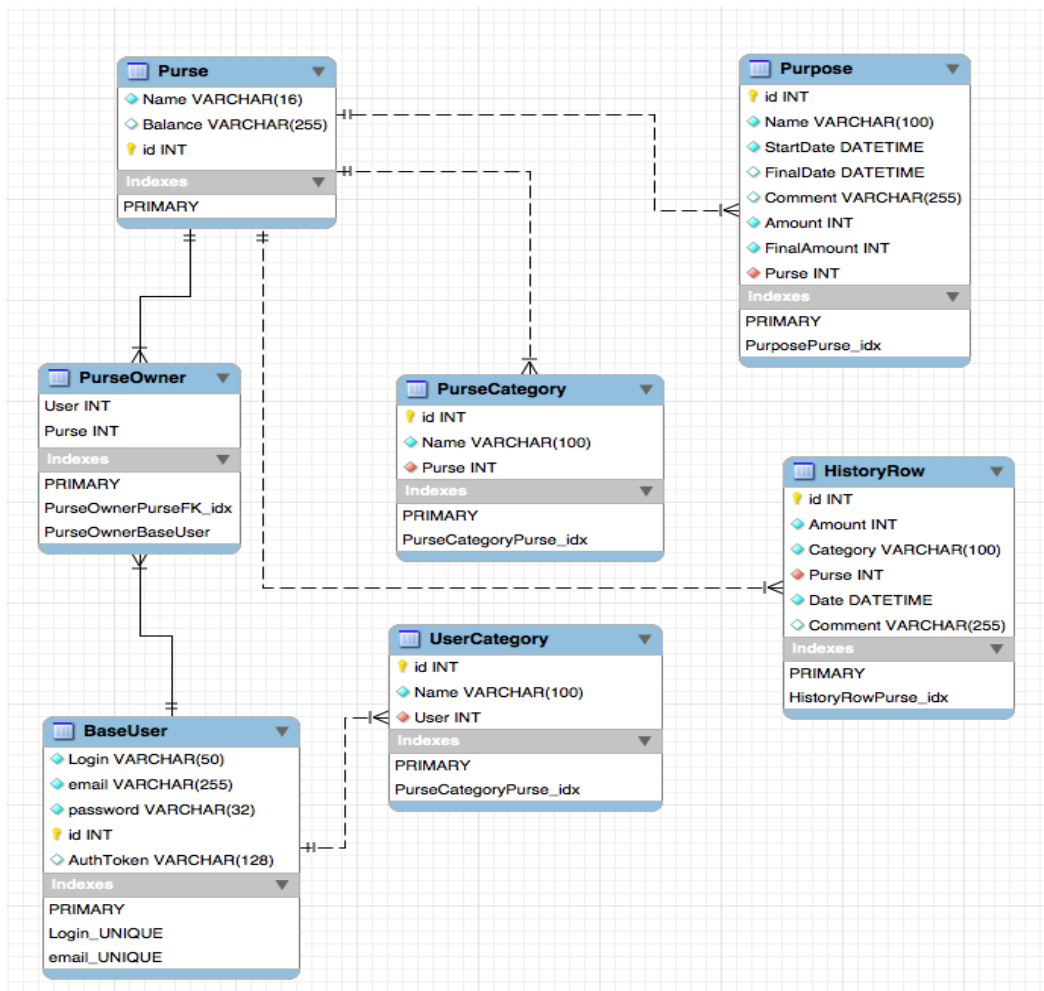 Purse
Name VARCHAR(16)
Balance VARCHAR(255)
id INT
Indexes
PRIMARY
Purpose
id INT
Name VARCHAR(100)
StartDate DATETIME
FinalDate DATETIME
Comment VARCHAR(255)
Amount INT
FinalAmount INT
Purse INT
Indexes
PRIMARY
PurposePurse_idx
PurseOwner
User INT
Purse INT
Indexes
PRIMARY
PurseOwnerPurseFK_idx
PurseOwnerBaseUser
PurseCategory
id INT
Name VARCHAR(100)
Purse INT
Indexes
PRIMARY
PurseCategoryPurse_idx
HistoryRow
id INT
Amount INT
Category VARCHAR(100)
Purse INT
Date DATETIME
Comment VARCHAR(255)
Indexes
PRIMARY
HistoryRowPurse_idx
UserCategory
id INT
Name VARCHAR(100)
User INT
Indexes
PRIMARY
PurseCategoryPurse_idx
BaseUser
Login VARCHAR(50)
email VARCHAR(255)
password VARCHAR(32)
id INT
AuthToken VARCHAR(128)
Indexes
PRIMARY
Login_UNIQUE
email_UNIQUE